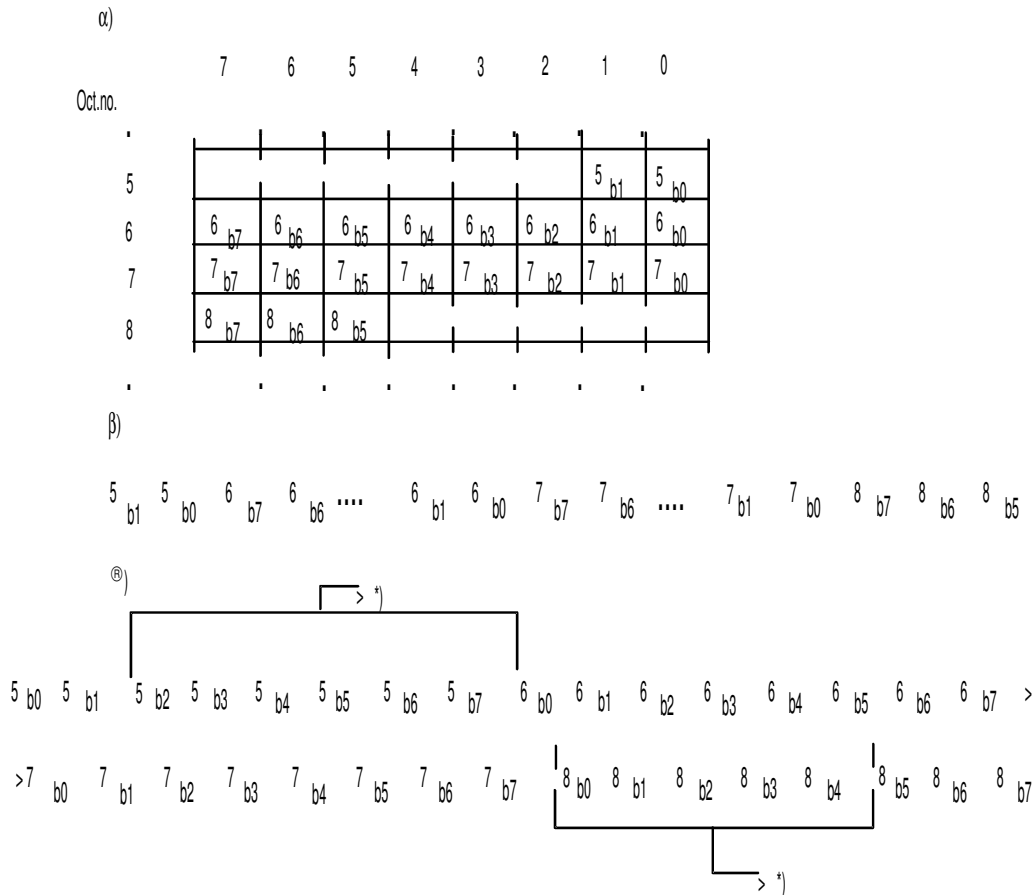 α)
7 6 5 4 3 2 1 0
Oct.no.
. . . . . . . .
5 5 b1 5 b0
6 6 b7 6 b6 6 b5 6 b4 6 b3 6 b2 6 b1 6 b0
7 7 b7 7 b6 7 b5 7 b4 7 b3 7 b2 7 b1 7 b0
8 8 b7 8 b6 8 b5
. . . . . . . .
β)
5 b1 5 b0 6 b7 6 b6 .... 6 b1 6 b0 7 b7 7 b6 .... 7 b1 7 b0 8 b7 8 b6 8 b5
®)
> *)
5 b0 5 b1 5 b2 5 b3 5 b4 5 b5 5 b6 5 b7 6 b0 6 b1 6 b2 6 b3 6 b4 6 b5 6 b6 6 b7 >
>7 b0 7 b1 7 b2 7 b3 7 b4 7 b5 7 b6 7 b7 8 b0 8 b1 8 b2 8 b3 8 b4 8 b5 8 b6 8 b7
> *)